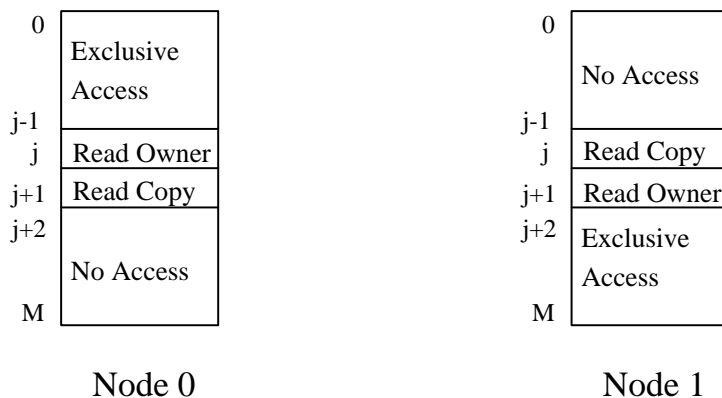 0
Exclusive
Access
j-1
j
Read Owner
j+1
Read Copy
j+2
No Access
M
Node 0
0
No Access
j-1
j
Read Copy
j+1
Read Owner
j+2
Exclusive
Access
M
Node 1